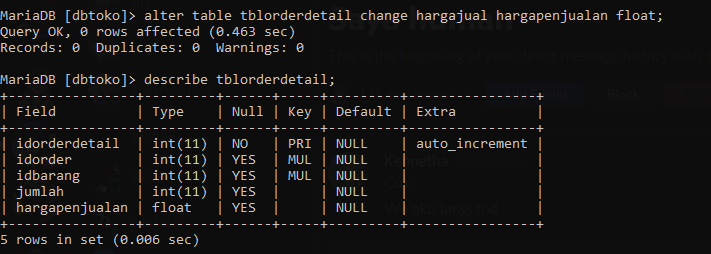 MariaDB [dbtoko]> alter table tblorderdetail change hargajual hargapenjualan float;
Query OK, 0 rows affected (0.463 sec)
Records: 0  Duplicates: 0  Warnings: 0

MariaDB [dbtoko]> describe tblorderdetail;
+----------------+---------+------+-----+---------+----------------+
| Field          | Type    | Null | Key | Default | Extra          |
+----------------+---------+------+-----+---------+----------------+
| idorderdetail  | int(11) | NO   | PRI | NULL    | auto_increment |
| idorder        | int(11) | YES  | MUL | NULL    |                |
| idbarang       | int(11) | YES  | MUL | NULL    |                |
| jumlah         | int(11) | YES  |     | NULL    |                |
| hargapenjualan | float   | YES  |     | NULL    |                |
+----------------+---------+------+-----+---------+----------------+
5 rows in set (0.006 sec)